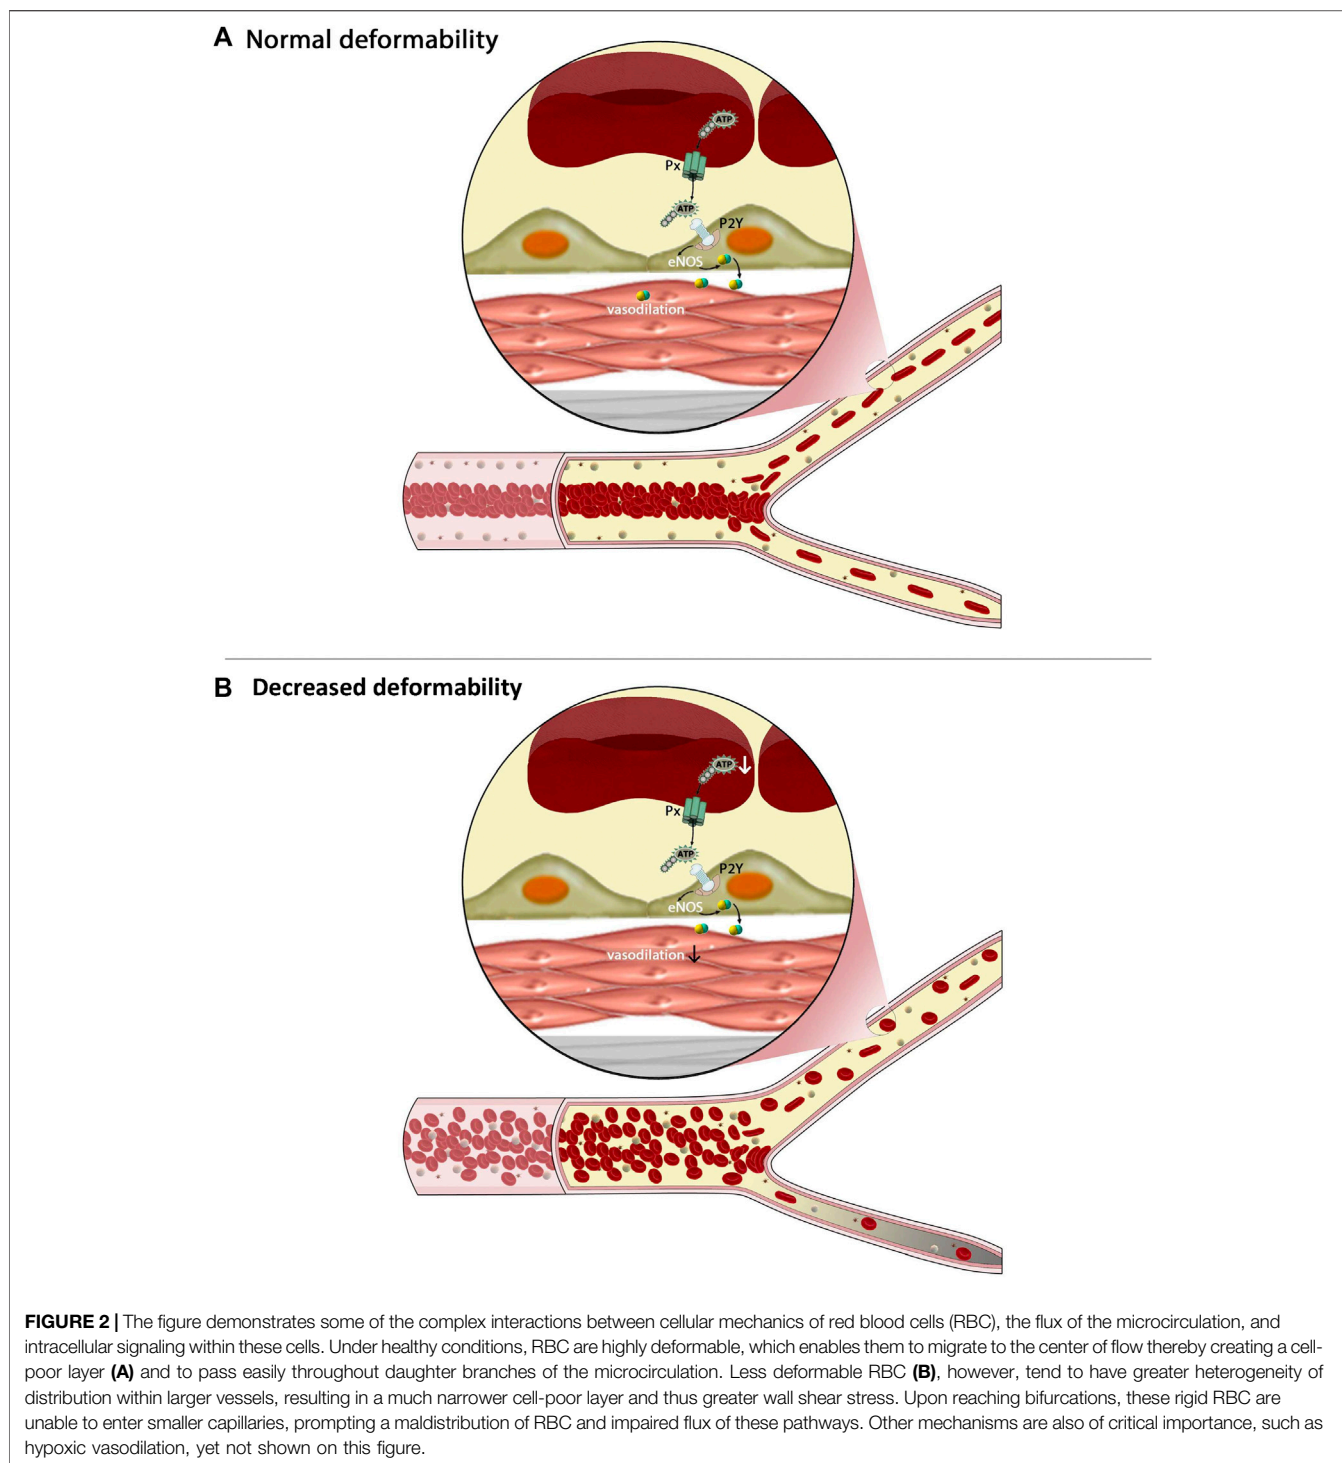 A Normal deformability
ATP
Px
ATP
P2Y
eNOS
vasodilation
B Decreased deformability
ATP ↓
Px
ATP
P2Y
eNOS
vasodilation ↓
FIGURE 2 | The figure demonstrates some of the complex interactions between cellular mechanics of red blood cells (RBC), the flux of the microcirculation, and
intracellular signaling within these cells. Under healthy conditions, RBC are highly deformable, which enables them to migrate to the center of flow thereby creating a cell-
poor layer (A) and to pass easily throughout daughter branches of the microcirculation. Less deformable RBC (B), however, tend to have greater heterogeneity of
distribution within larger vessels, resulting in a much narrower cell-poor layer and thus greater wall shear stress. Upon reaching bifurcations, these rigid RBC are
unable to enter smaller capillaries, prompting a maldistribution of RBC and impaired flux of these pathways. Other mechanisms are also of critical importance, such as
hypoxic vasodilation, yet not shown on this figure.